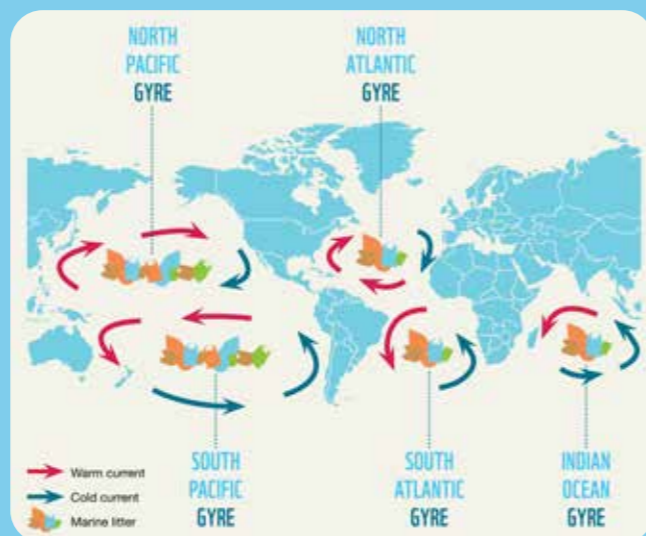 NORTH
PACIFIC
GYRE
NORTH
ATLANTIC
GYRE
SOUTH
PACIFIC
GYRE
SOUTH
ATLANTIC
GYRE
INDIAN
OCEAN
GYRE
Warm current
Cold current
Marine litter